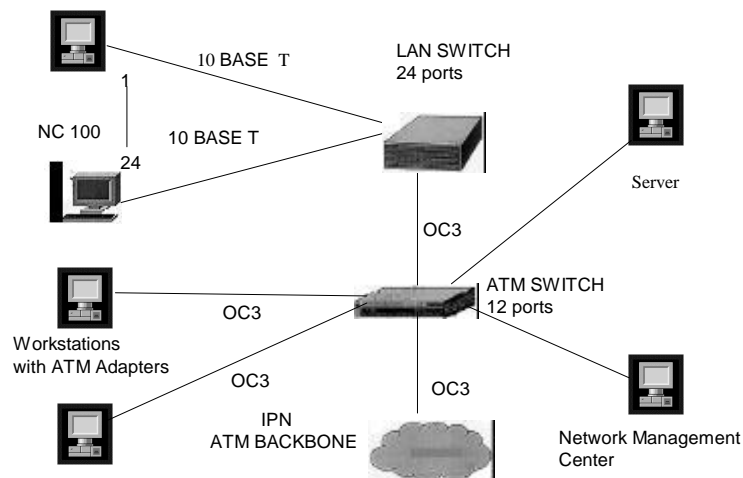 10 BASE T
LAN SWITCH
24 ports
1
NC 100
10 BASE T
24
Server
OC3
ATM SWITCH
12 ports
OC3
Workstations
with ATM Adapters
OC3
OC3
IPN
ATM BACKBONE
Network Management
Center